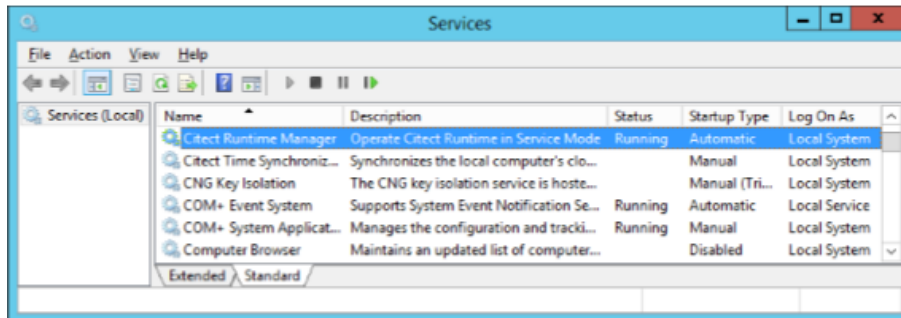 Services
File Action View Help
Services (Local)
Name Description Status Startup Type Log On As
Citect Runtime Manager Operate Citect Runtime in Service Mode Running Automatic Local System
Citect Time Synchroniz... Synchronizes the local computer's clo... Manual Local System
CNG Key Isolation The CNG key isolation service is hoste... Manual (Tri... Local System
COM+ Event System Supports System Event Notification Se... Running Automatic Local Service
COM+ System Applicat... Manages the configuration and tracki... Running Manual Local System
Computer Browser Maintains an updated list of computer... Disabled Local System
Extended Standard